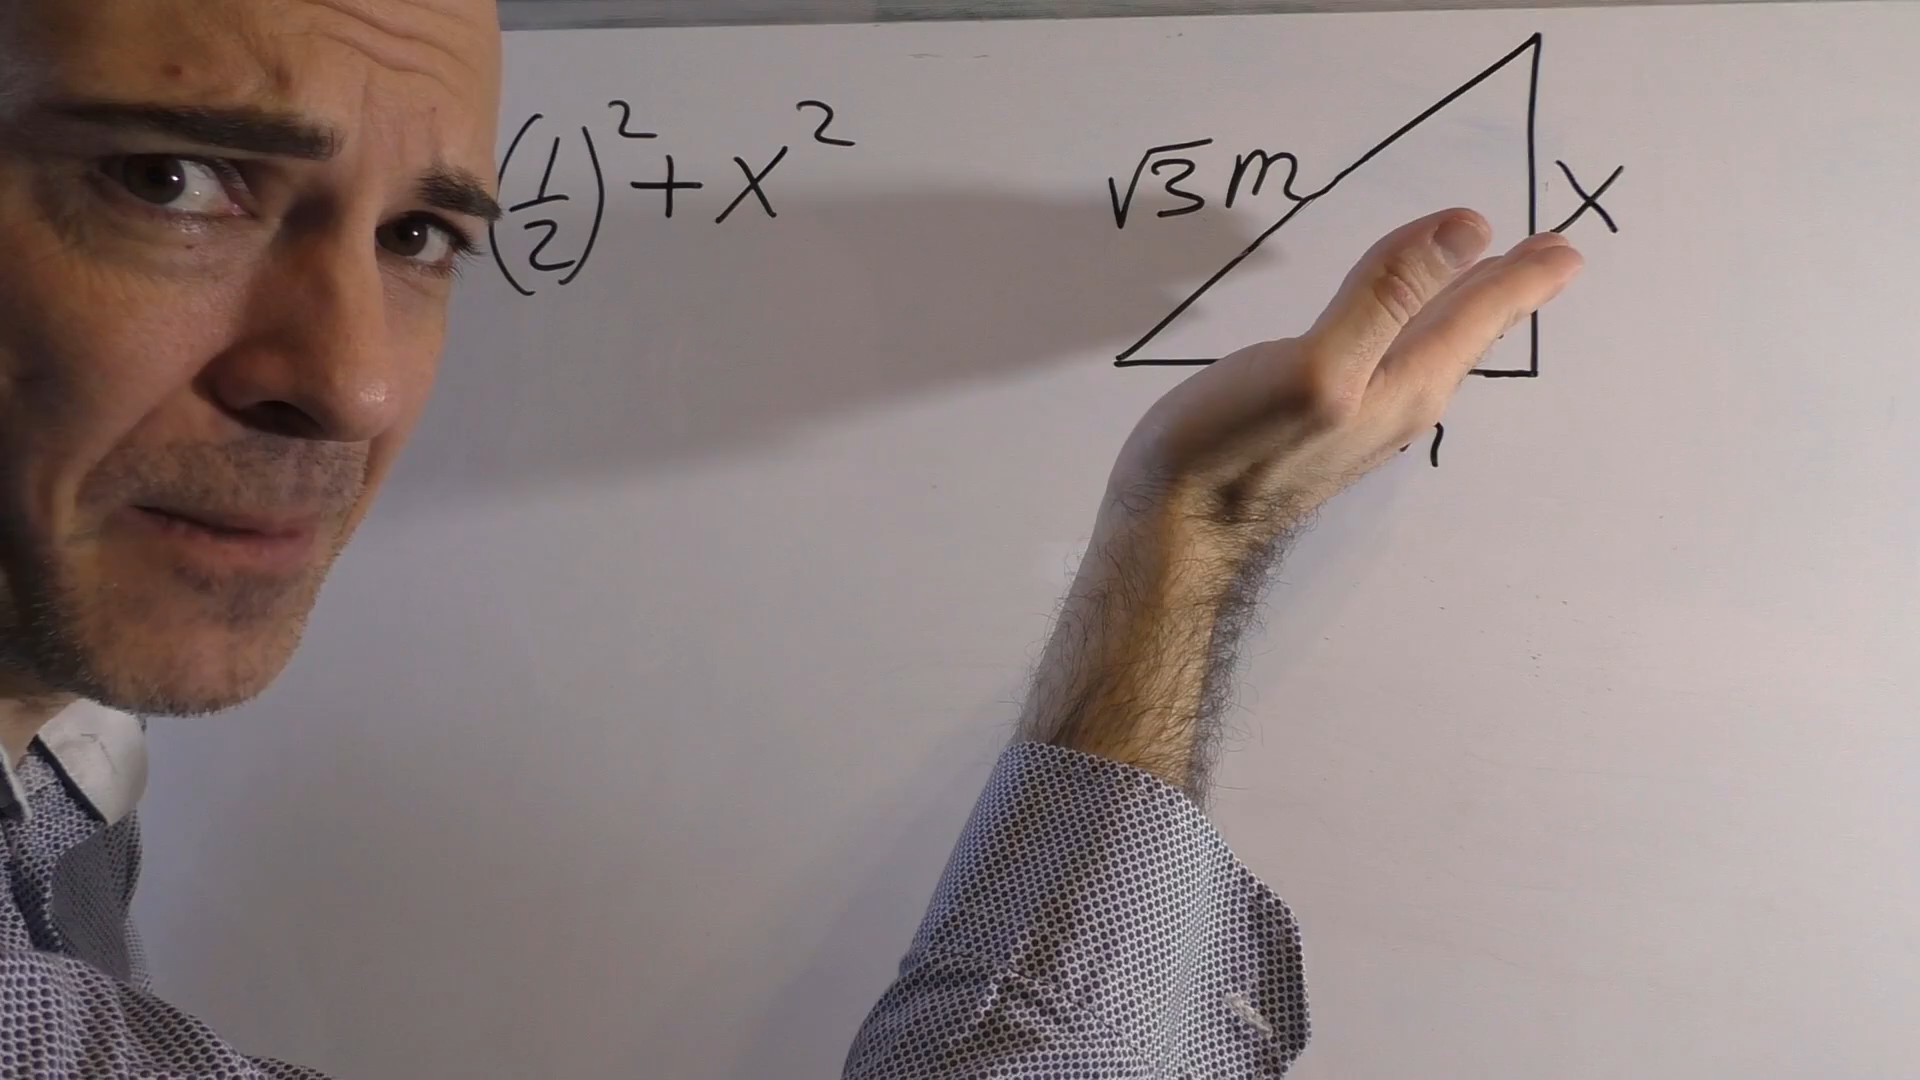 (1/2)² + x²
√3 m
x